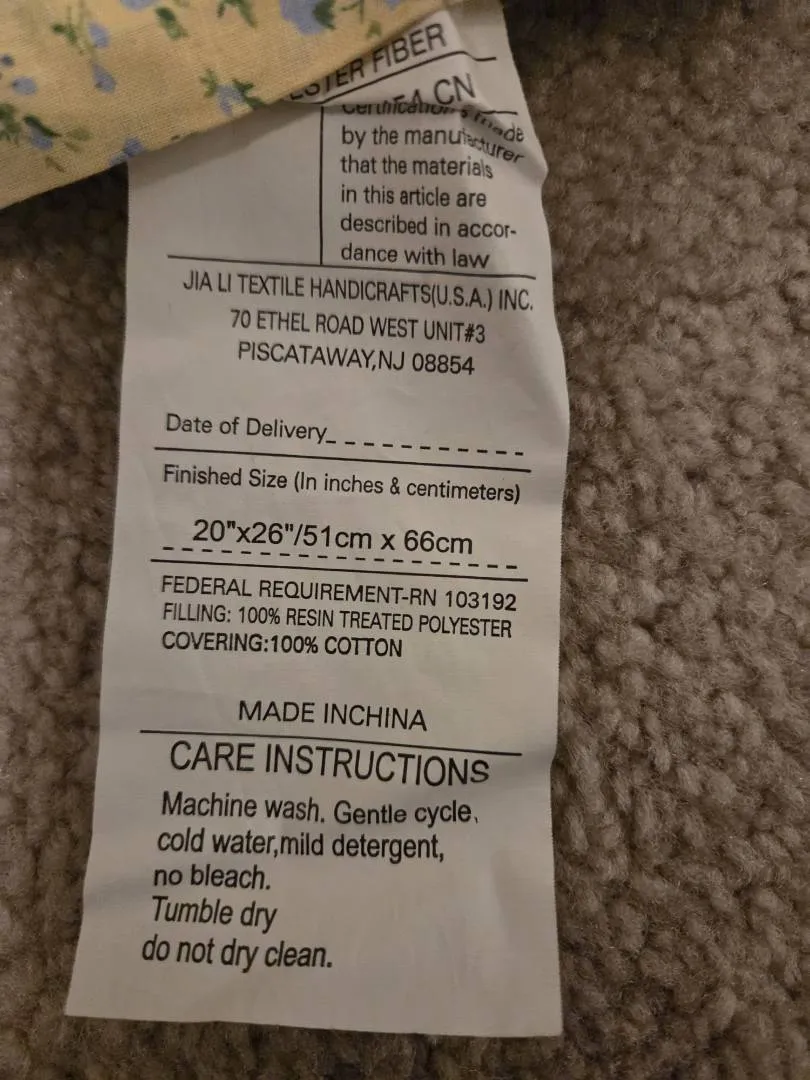 FIBER
CN
by the manufacturer
that the materials
in this article are
described in accor-
dance with law
JIA LI TEXTILE HANDICRAFTS(U.S.A.) INC.
70 ETHEL ROAD WEST UNIT#3
PISCATAWAY,NJ 08854
Date of Delivery_ _ _ _ _ _ _ _ _ _ _ _
Finished Size (In inches & centimeters)
20"x26"/51cm x 66cm
FEDERAL REQUIREMENT-RN 103192
FILLING: 100% RESIN TREATED POLYESTER
COVERING:100% COTTON
MADE INCHINA
CARE INSTRUCTIONS
Machine wash. Gentle cycle,
cold water,mild detergent,
no bleach.
Tumble dry
do not dry clean.